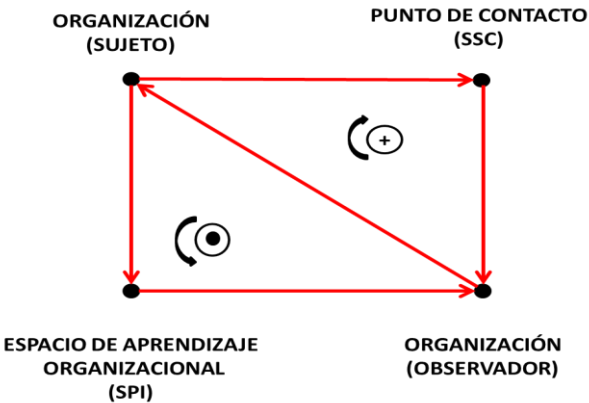 ORGANIZACIÓN
(SUJETO)
PUNTO DE CONTACTO
(SSC)
+
ESPACIO DE APRENDIZAJE
ORGANIZACIONAL
(SPI)
ORGANIZACIÓN
(OBSERVADOR)